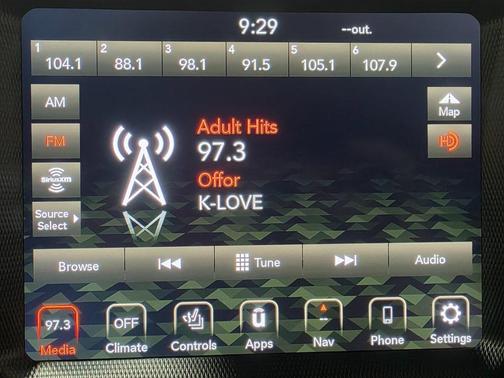 9:29 --out.
1 2 3 4 5 6
104.1 88.1 98.1 91.5 105.1 107.9 >
AM
Map
FM
HD
SiriusXM
Source
Select
Adult Hits
97.3
Offor
K-LOVE
Browse Tune Audio
97.3 OFF
Media Climate Controls Apps Nav Phone Settings